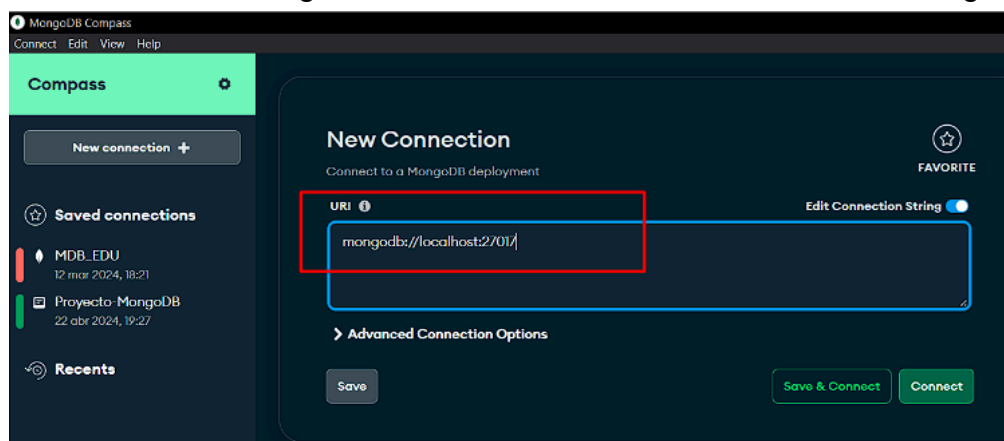 MongoDB Compass
Connect Edit View Help
Compass
New connection +
Saved connections
MDB_EDU
12 mar 2024, 18:21
Proyecto-MongoDB
22 abr 2024, 19:27
Recents
New Connection
Connect to a MongoDB deployment
FAVORITE
URI
Edit Connection String
mongodb://localhost:27017/
Advanced Connection Options
Save
Save & Connect
Connect